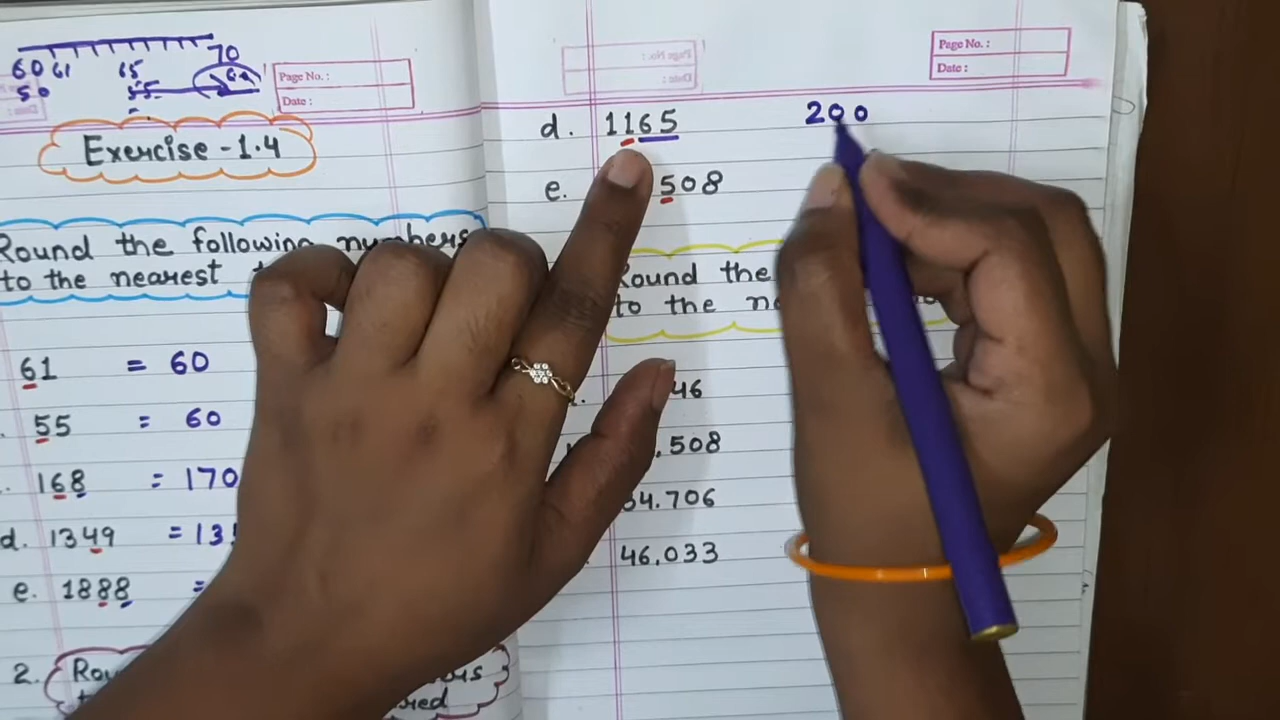 70
60 61 65
50 55
Page No. :
Date :
Exercise - 1.4
Round the following numbers
to the nearest
61 = 60
55 = 60
168 = 170
d. 1349 = 13
e. 1888 =
2.
Page No. :
Date :
d. 1165 200
e. 508
Round the
to the
46
508
706
46,033